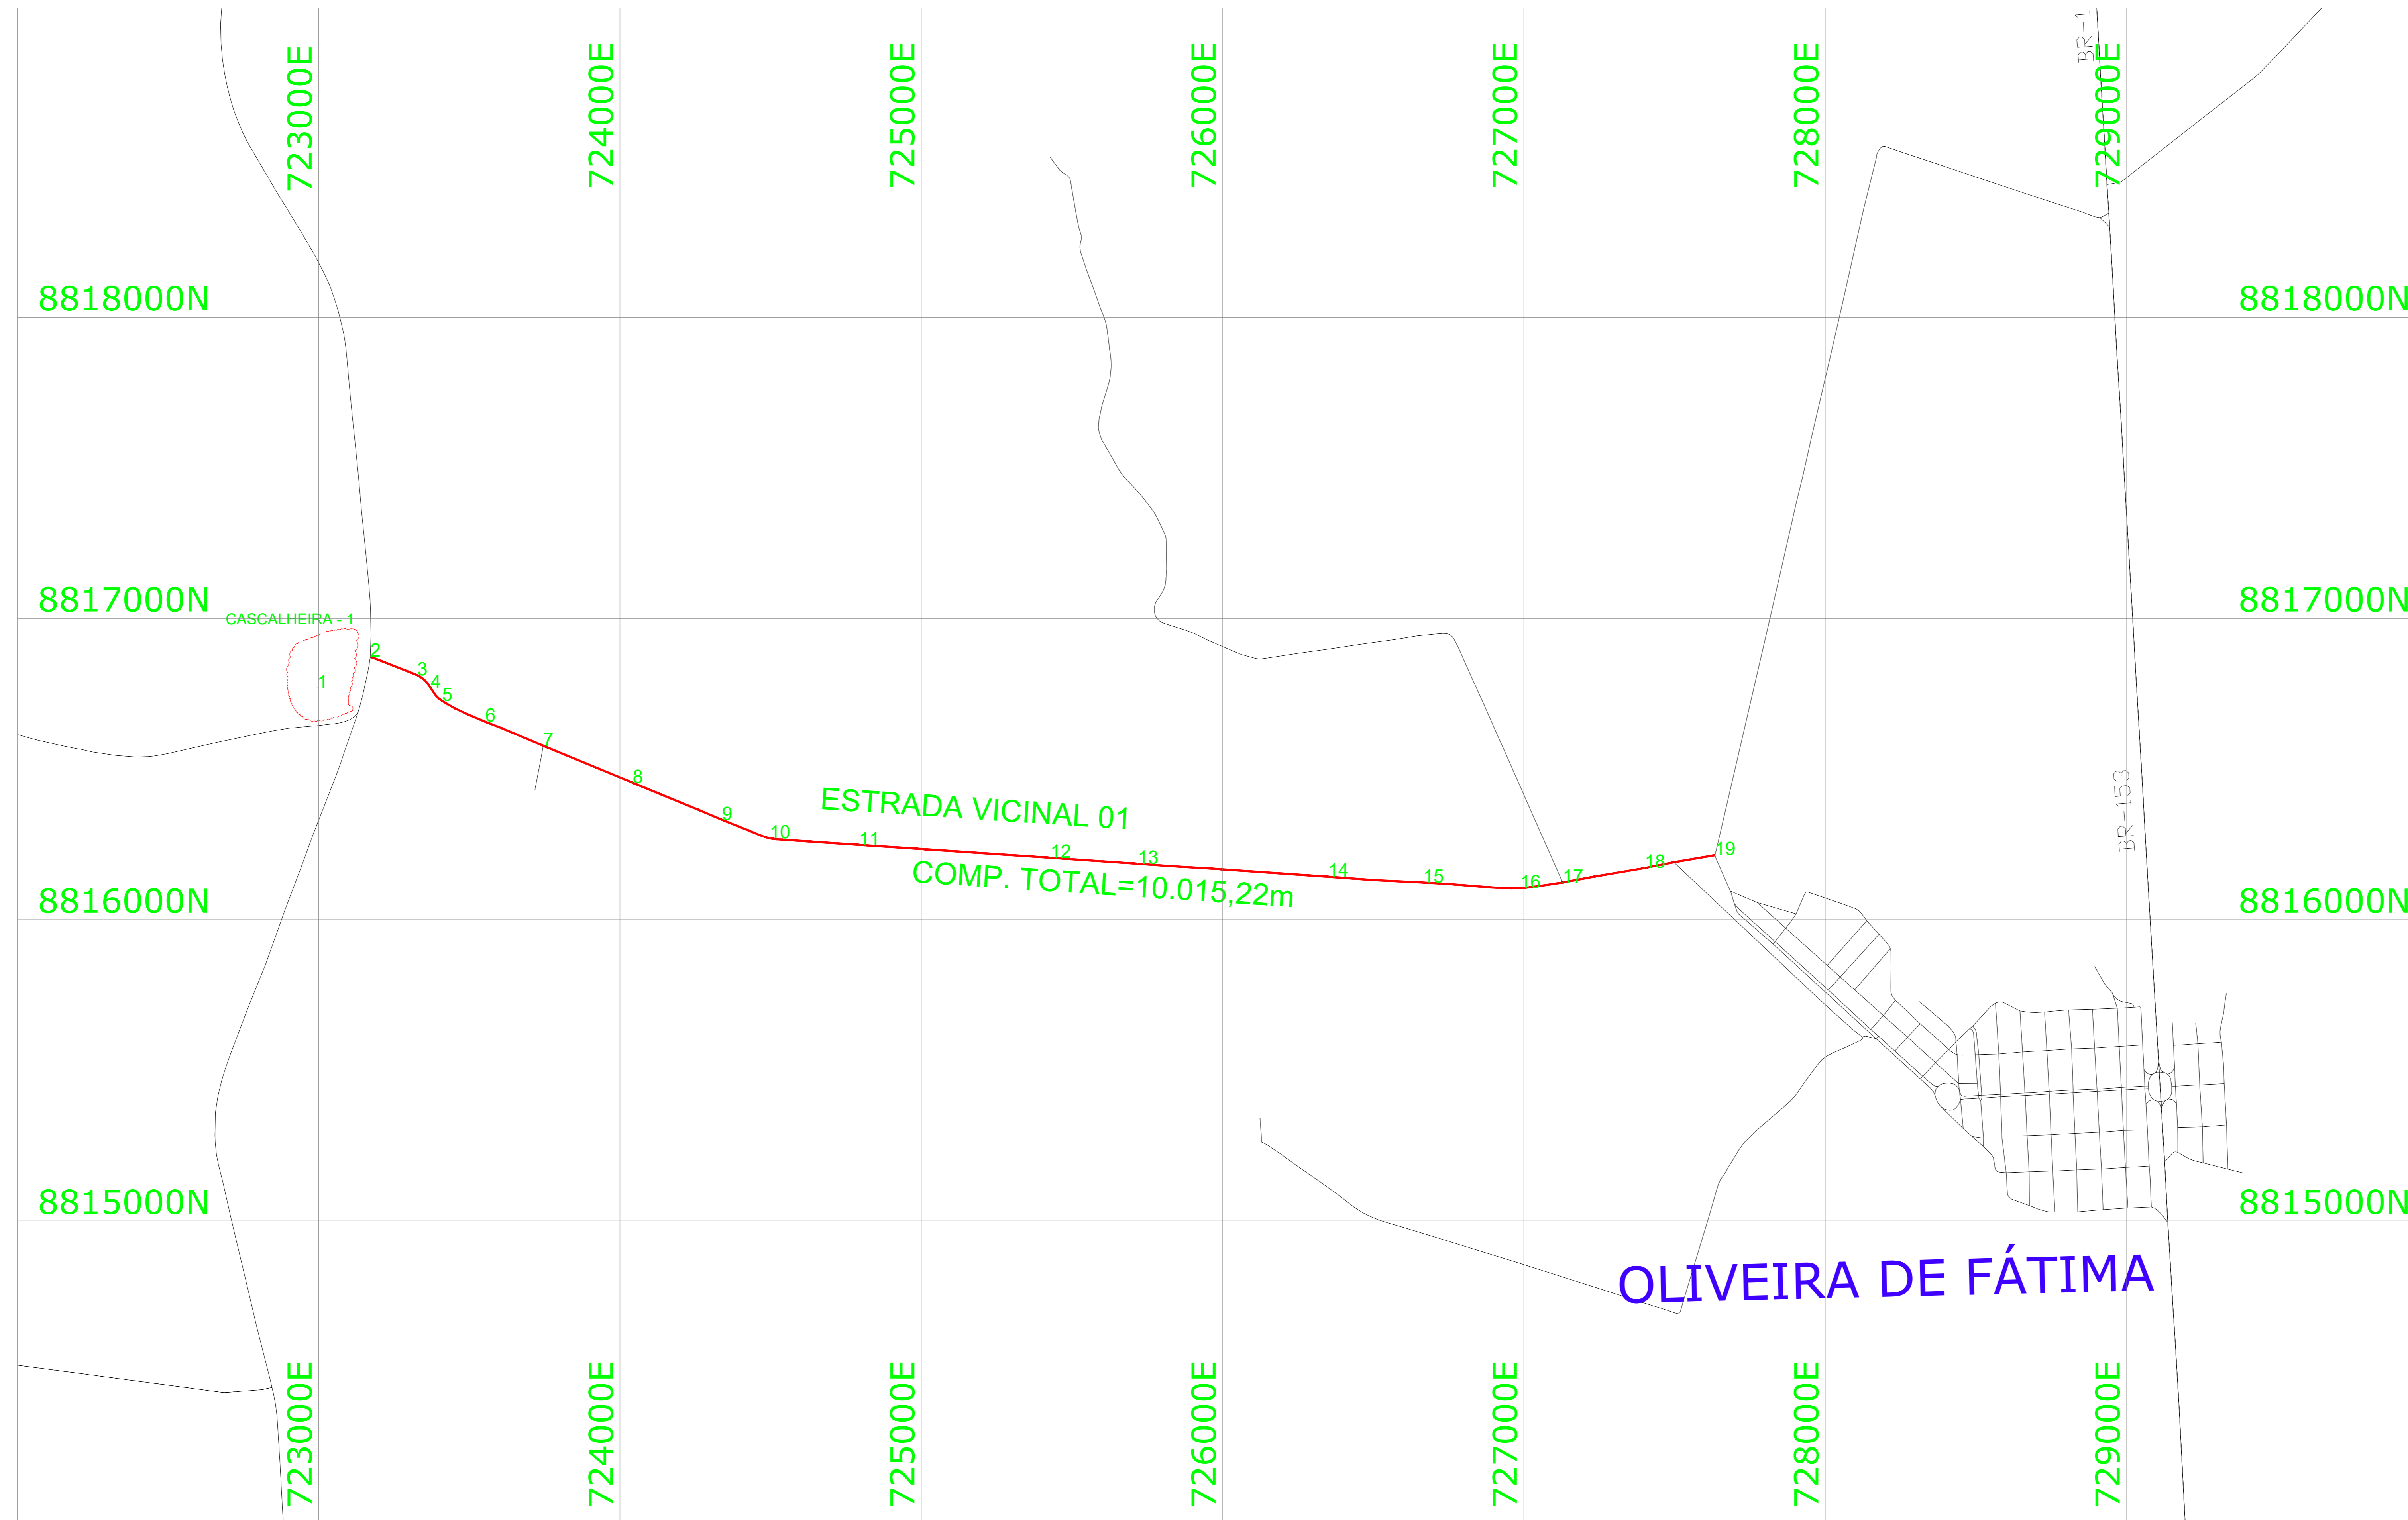 723000E
724000E
725000E
726000E
727000E
728000E
BR-1
729000E
8818000N
8818000N
8817000N
8817000N
CASCALHEIRA - 1
1
2
3
4
5
6
7
8
9
10
11
12
13
14
15
16
17
18
19
ESTRADA VICINAL 01
COMP. TOTAL=10.015,22m
BR-153
8816000N
8816000N
8815000N
8815000N
OLIVEIRA DE FÁTIMA
723000E
724000E
725000E
726000E
727000E
728000E
729000E